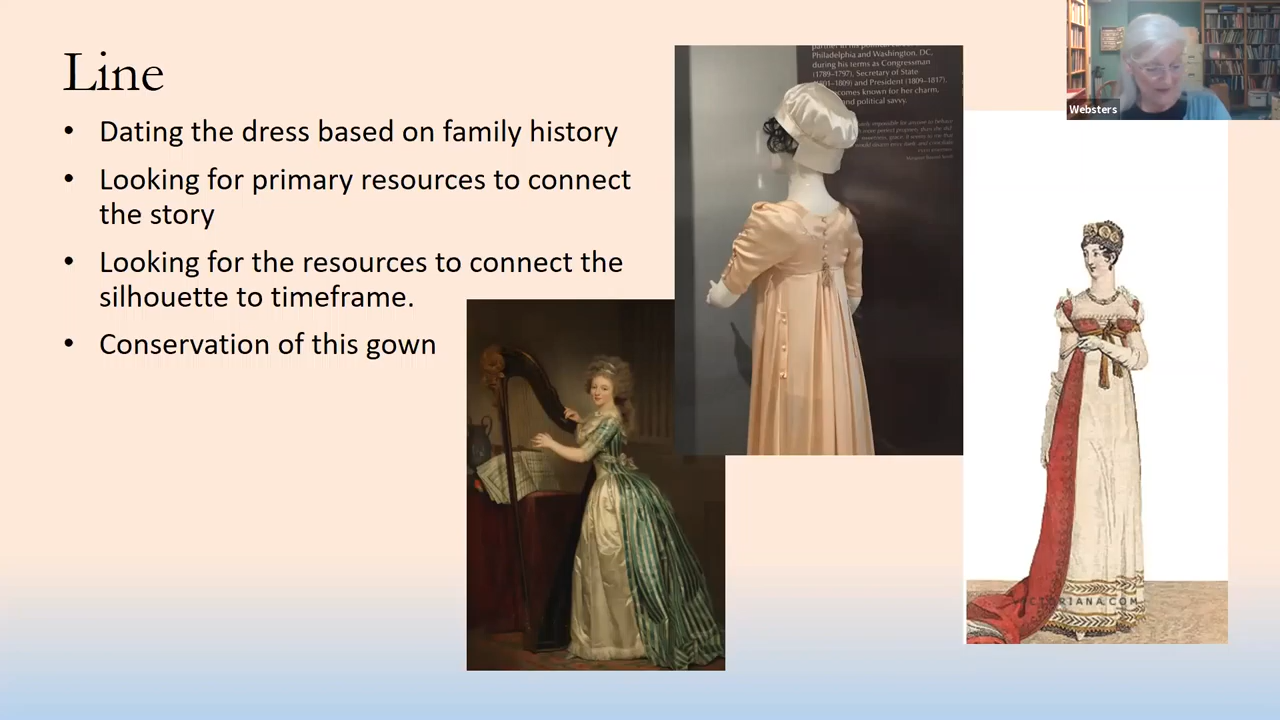 Line
• Dating the dress based on family history
• Looking for primary resources to connect
the story
• Looking for the resources to connect the
silhouette to timeframe.
• Conservation of this gown
Philadelphia and Washington, DC,
during his terms as Congressman
(1789–1797), Secretary of State
1809) and President (1809–1817).
comes known for her charm,
and political savvy.
Websters